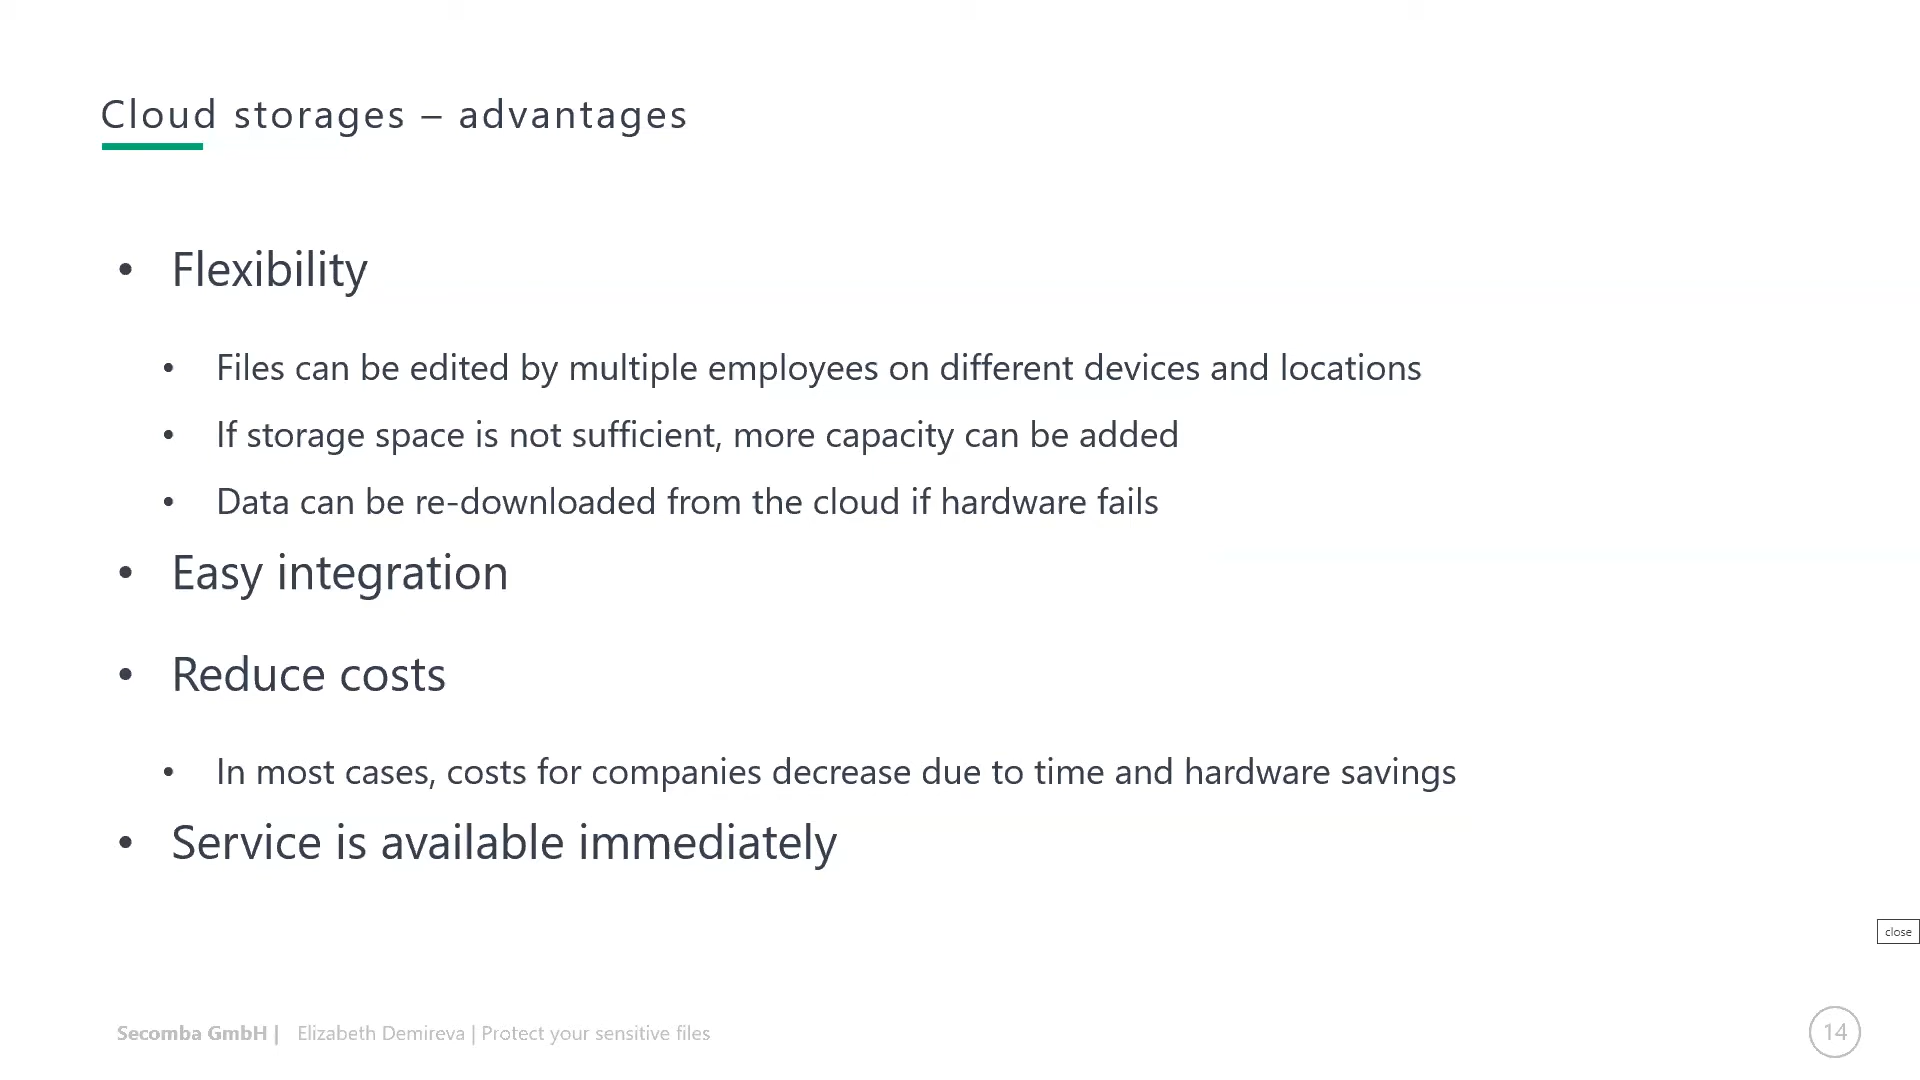 Cloud storages – advantages
• Flexibility
• Files can be edited by multiple employees on different devices and locations
• If storage space is not sufficient, more capacity can be added
• Data can be re-downloaded from the cloud if hardware fails
• Easy integration
• Reduce costs
• In most cases, costs for companies decrease due to time and hardware savings
• Service is available immediately
close
Secomba GmbH | Elizabeth Demireva | Protect your sensitive files
14